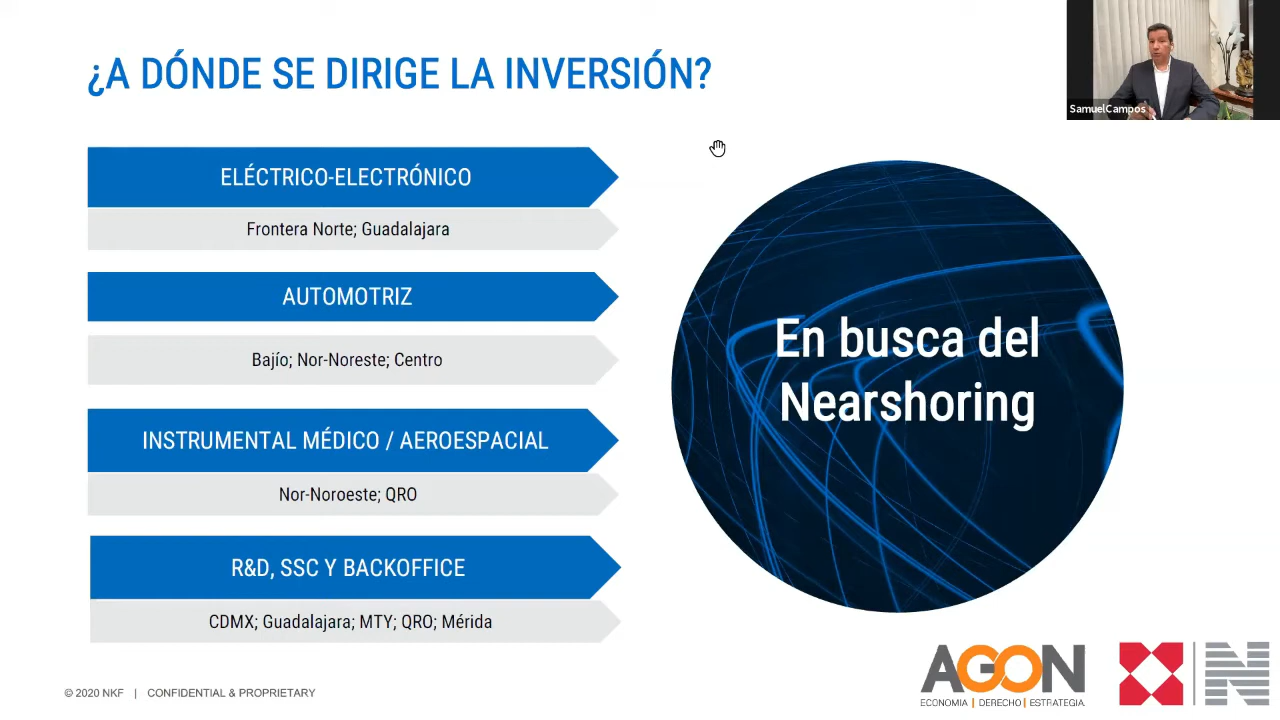 ¿A DÓNDE SE DIRIGE LA INVERSIÓN?
SamuelCampos
ELÉCTRICO-ELECTRÓNICO
Frontera Norte; Guadalajara
AUTOMOTRIZ
Bajío; Nor-Noreste; Centro
INSTRUMENTAL MÉDICO / AEROESPACIAL
Nor-Noroeste; QRO
R&D, SSC Y BACKOFFICE
CDMX; Guadalajara; MTY; QRO; Mérida
En busca del
Nearshoring
© 2020 NKF | CONFIDENTIAL & PROPRIETARY
AGON
ECONOMIA | DERECHO | ESTRATEGIA
N